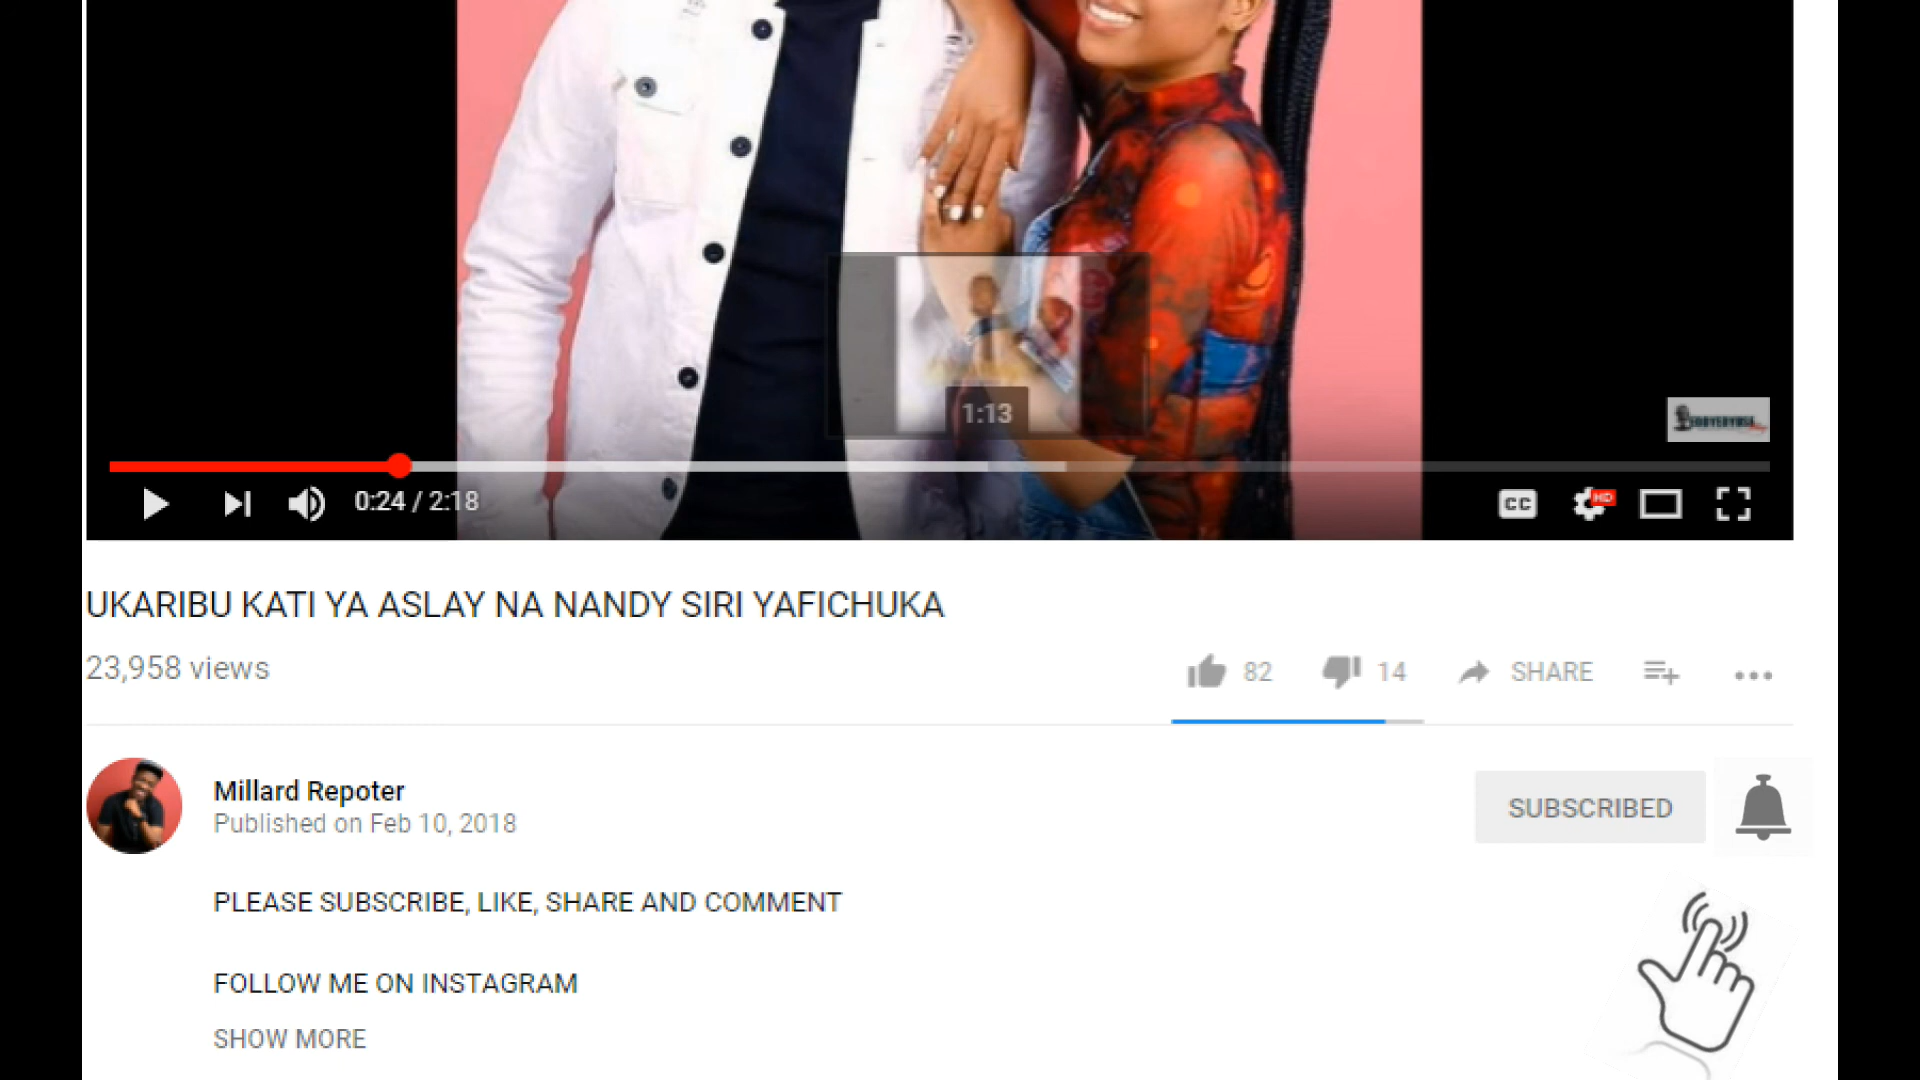 1:13
0:24 / 2:18
CC
HD
UKARIBU KATI YA ASLAY NA NANDY SIRI YAFICHUKA
23,958 views
82
14
SHARE
Millard Repoter
Published on Feb 10, 2018
SUBSCRIBED
PLEASE SUBSCRIBE, LIKE, SHARE AND COMMENT
FOLLOW ME ON INSTAGRAM
SHOW MORE